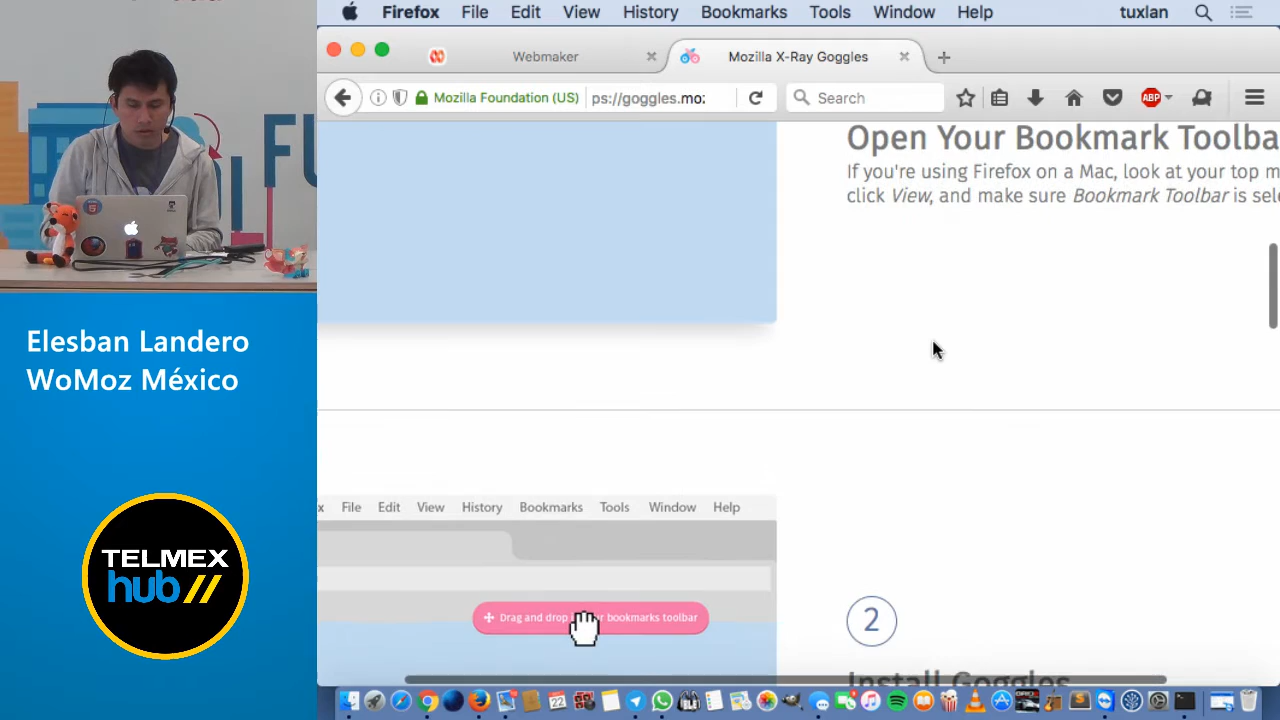 Firefox File Edit View History Bookmarks Tools Window Help tuxlan
Webmaker
Mozilla X-Ray Goggles
Mozilla Foundation (US)
ps://goggles.mo
Search
ABP
Open Your Bookmark Toolba
If you're using Firefox on a Mac, look at your top m
click View, and make sure Bookmark Toolbar is sele
File Edit View History Bookmarks Tools Window Help
Drag and drop bookmarks toolbar
2
Install Goggles
Elesban Landero
WoMoz México
TELMEX
hub//